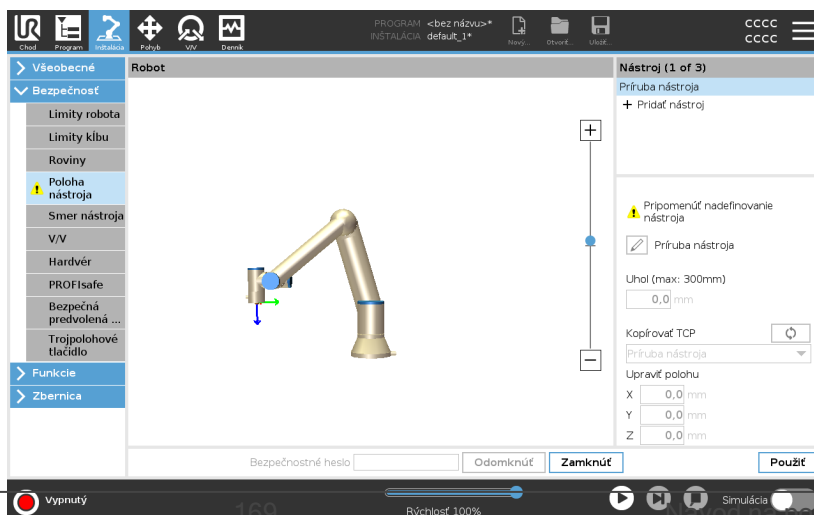 PROGRAM <bez názvu>*
INŠTALÁCIA default_1*
cccc
cccc
Chod Program Inštalácia Pohyb V/V Denník Nový... Otvoriť... Uložiť...
Všeobecné
Bezpečnosť
Limity robota
Limity kĺbu
Roviny
Poloha
nástroja
Smer nástroja
V/V
Hardvér
PROFIsafe
Bezpečná
predvolená ...
Trojpolohové
tlačidlo
Funkcie
Zbernica
Robot
Nástroj (1 of 3)
Príruba nástroja
+ Pridať nástroj
Pripomenúť nadefinovanie
nástroja
Príruba nástroja
Uhol (max: 300mm)
0,0 mm
Kopírovať TCP
Príruba nástroja
Upraviť polohu
X 0,0 mm
Y 0,0 mm
Z 0,0 mm
Bezpečnostné heslo Odomknúť Zamknúť Použiť
Vypnutý
Rýchlosť 100%
Simulácia
169
Návod na po